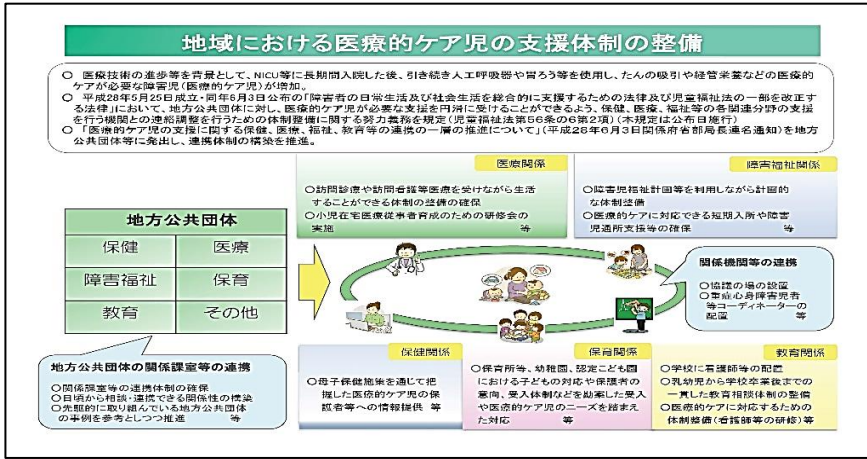 地域における医療的ケア児の支援体制の整備
○ 医療技術の進歩等を背景として、NICU等に長期間入院した後、引き続き人工呼吸器や胃ろう等を使用し、たんの吸引や経管栄養などの医療的
ケアが必要な障害児(医療的ケア児)が増加。
○ 平成28年5月25日成立・同年6月3日公布の「障害者の日常生活及び社会生活を総合的に支援するための法律及び児童福祉法の一部を改正す
る法律」において、地方公共団体に対し、医療的ケア児が必要な支援を円滑に受けることができるよう、保健、医療、福祉等の各関連分野の支援
を行う機関との連絡調整を行うための体制整備に関する努力義務を規定(児童福祉法第56条の6第2項)(本規定は公布日施行)
○ 「医療的ケア児の支援に関する保健、医療、福祉、教育等の連携の一層の推進について」(平成28年6月3日関係府省部局長連名通知)を地方
公共団体等に発出し、連携体制の構築を推進。
医療関係
○訪問診療や訪問看護等医療を受けながら生活
することができる体制の整備の確保
○小児在宅医療従事者育成のための研修会の
実施 等
障害福祉関係
○障害児福祉計画等を利用しながら計画的
な体制整備
○医療的ケアに対応できる短期入所や障害
児通所支援等の確保 等
地方公共団体
保健 医療
障害福祉 保育
教育 その他
関係機関等の連携
○協議の場の設置
○重症心身障害児者
等コーディネーターの
配置 等
地方公共団体の関係課室等の連携
○関係課室等の連携体制の確保
○日頃から相談・連携できる関係性の構築
○先駆的に取り組んでいる地方公共団体
の事例を参考としつつ推進 等
保健関係
○母子保健施策を通じて把
握した医療的ケア児の保
護者等への情報提供 等
保育関係
○保育所等、幼稚園、認定こども園
における子どもの対応や保護者の
意向、受入体制などを勘案した受入
や医療的ケア児のニーズを踏まえ
た対応 等
教育関係
○学校に看護師等の配置
○乳幼児から学校卒業後までの
一貫した教育相談体制の整備
○医療的ケアに対応するための
体制整備(看護師等の研修)等